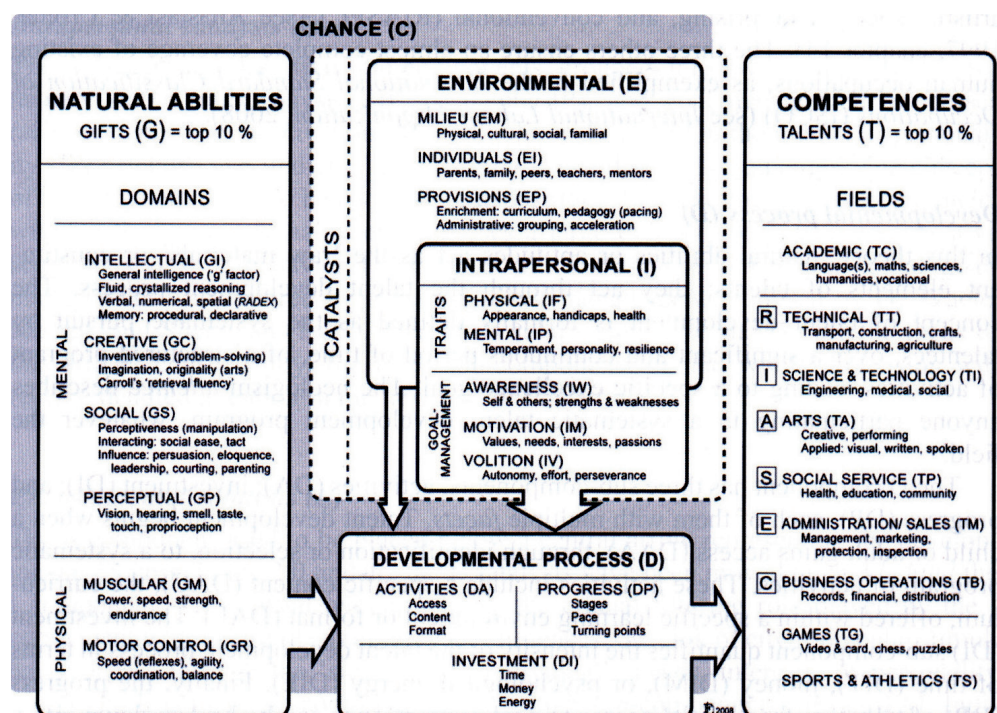 CHANCE (C)
NATURAL ABILITIES
GIFTS (G) = top 10 %
DOMAINS
MENTAL
INTELLECTUAL (GI)
General intelligence ('g' factor)
Fluid, crystallized reasoning
Verbal, numerical, spatial (RADEX)
Memory: procedural, declarative
CREATIVE (GC)
Inventiveness (problem-solving)
Imagination, originality (arts)
Carroll's retrieval fluency
SOCIAL (GS)
Perceptiveness (manipulation)
Interacting: social ease, tact
Influence: persuasion, eloquence,
leadership, courting, parenting
PERCEPTUAL (GP)
Vision, hearing, smell, taste,
touch, proprioception
PHYSICAL
MUSCULAR (GM)
Power, speed, strength,
endurance
MOTOR CONTROL (GR)
Speed (reflexes), agility,
coordination, balance
CATALYSTS
ENVIRONMENTAL (E)
MILIEU (EM)
Physical, cultural, social, familial
INDIVIDUALS (EI)
Parents, family, peers, teachers, mentors
PROVISIONS (EP)
Enrichment: curriculum, pedagogy (pacing)
Administrative: grouping, acceleration
INTRAPERSONAL (I)
TRAITS
PHYSICAL (IF)
Appearance, handicaps, health
MENTAL (IP)
Temperament, personality, resilience
GOAL
MANAGEMENT
AWARENESS (IW)
Self & others; strengths & weaknesses
MOTIVATION (IM)
Values, needs, interests, passions
VOLITION (IV)
Autonomy, effort, perseverance
DEVELOPMENTAL PROCESS (D)
ACTIVITIES (DA)
Access
Content
Format
PROGRESS (DP)
Stages
Pace
Turning points
INVESTMENT (DI)
Time
Money
Energy
2008
COMPETENCIES
TALENTS (T) = top 10 %
FIELDS
ACADEMIC (TC)
Language(s), maths, sciences,
humanities, vocational
R TECHNICAL (TT)
Transport, construction, crafts,
manufacturing, agriculture
I SCIENCE & TECHNOLOGY (TI)
Engineering, medical, social
A ARTS (TA)
Creative, performing
Applied: visual, written, spoken
S SOCIAL SERVICE (TP)
Health, education, community
E ADMINISTRATION/ SALES (TM)
Management, marketing,
protection, inspection
C BUSINESS OPERATIONS (TB)
Records, financial, distribution
GAMES (TG)
Video & card, chess, puzzles
SPORTS & ATHLETICS (TS)